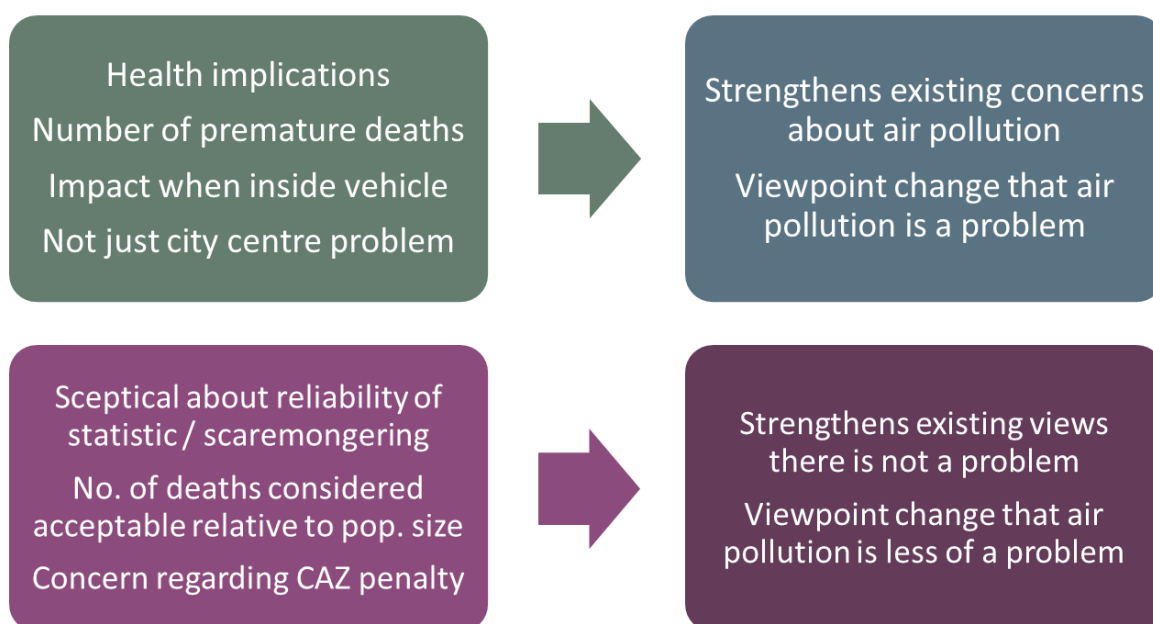 Health implications
Number of premature deaths
Impact when inside vehicle
Not just city centre problem
Strengthens existing concerns
about air pollution
Viewpoint change that air
pollution is a problem
Sceptical about reliability of
statistic / scaremongering
No. of deaths considered
acceptable relative to pop. size
Concern regarding CAZ penalty
Strengthens existing views
there is not a problem
Viewpoint change that air
pollution is less of a problem